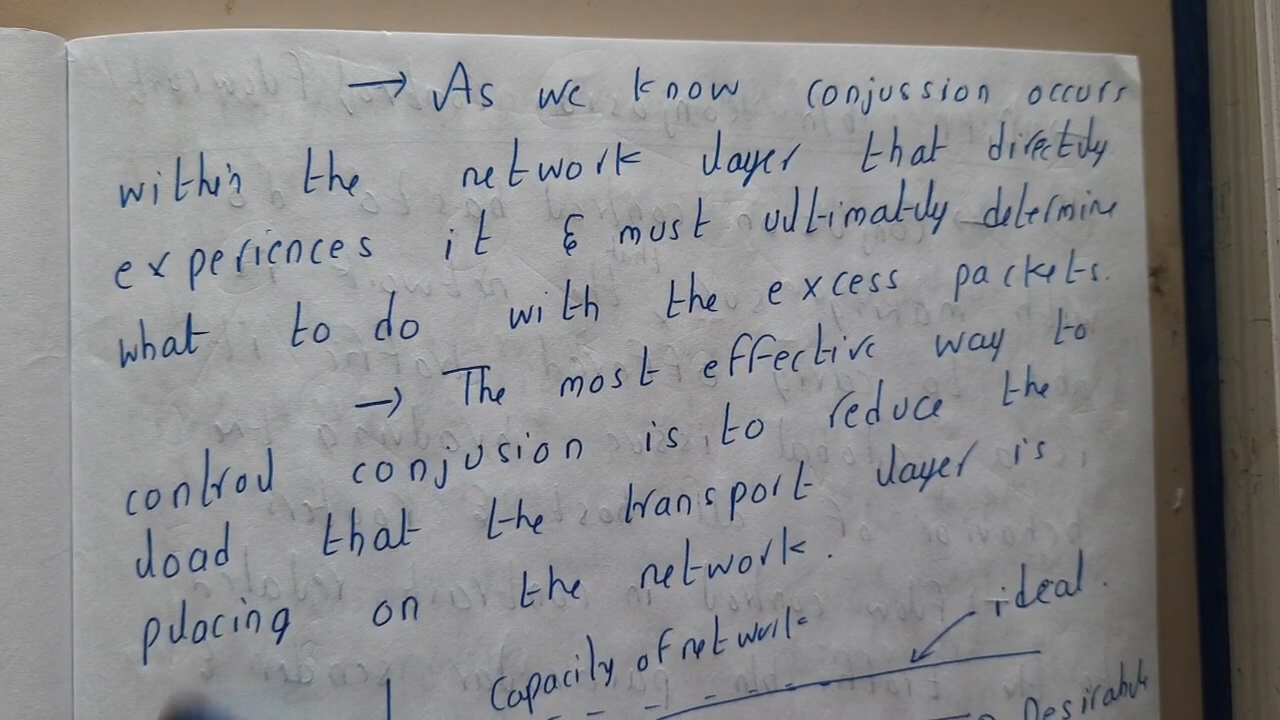 → As we know conjussion occurs
within the network layer that directly
experiences it & must ultimatly determine
what to do with the excess packets.
→ The most effective way to
control conjusion is to reduce the
load that the transport layer is
placing on the network.
Capacity of network
ideal.
Desirable